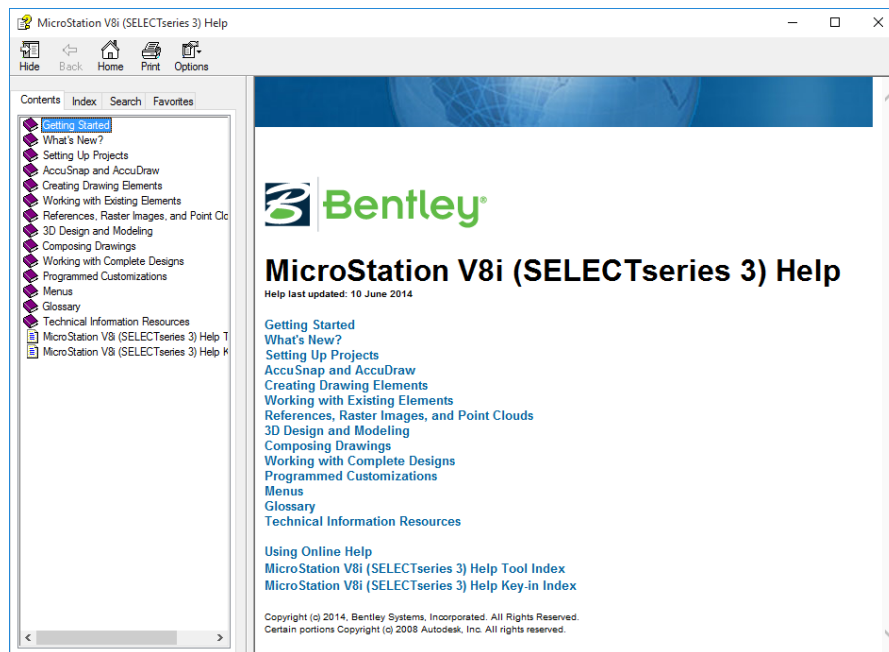 MicroStation V8i (SELECTseries 3) Help
Hide Back Home Print Options
Contents Index Search Favorites
Getting Started
What's New?
Setting Up Projects
AccuSnap and AccuDraw
Creating Drawing Elements
Working with Existing Elements
References, Raster Images, and Point Clo
3D Design and Modeling
Composing Drawings
Working with Complete Designs
Programmed Customizations
Menus
Glossary
Technical Information Resources
MicroStation V8i (SELECTseries 3) Help T
MicroStation V8i (SELECTseries 3) Help K
Bentley®
MicroStation V8i (SELECTseries 3) Help
Help last updated: 10 June 2014
Getting Started
What's New?
Setting Up Projects
AccuSnap and AccuDraw
Creating Drawing Elements
Working with Existing Elements
References, Raster Images, and Point Clouds
3D Design and Modeling
Composing Drawings
Working with Complete Designs
Programmed Customizations
Menus
Glossary
Technical Information Resources
Using Online Help
MicroStation V8i (SELECTseries 3) Help Tool Index
MicroStation V8i (SELECTseries 3) Help Key-in Index
Copyright (c) 2014, Bentley Systems, Incorporated. All Rights Reserved.
Certain portions Copyright (c) 2008 Autodesk, Inc. All rights reserved.